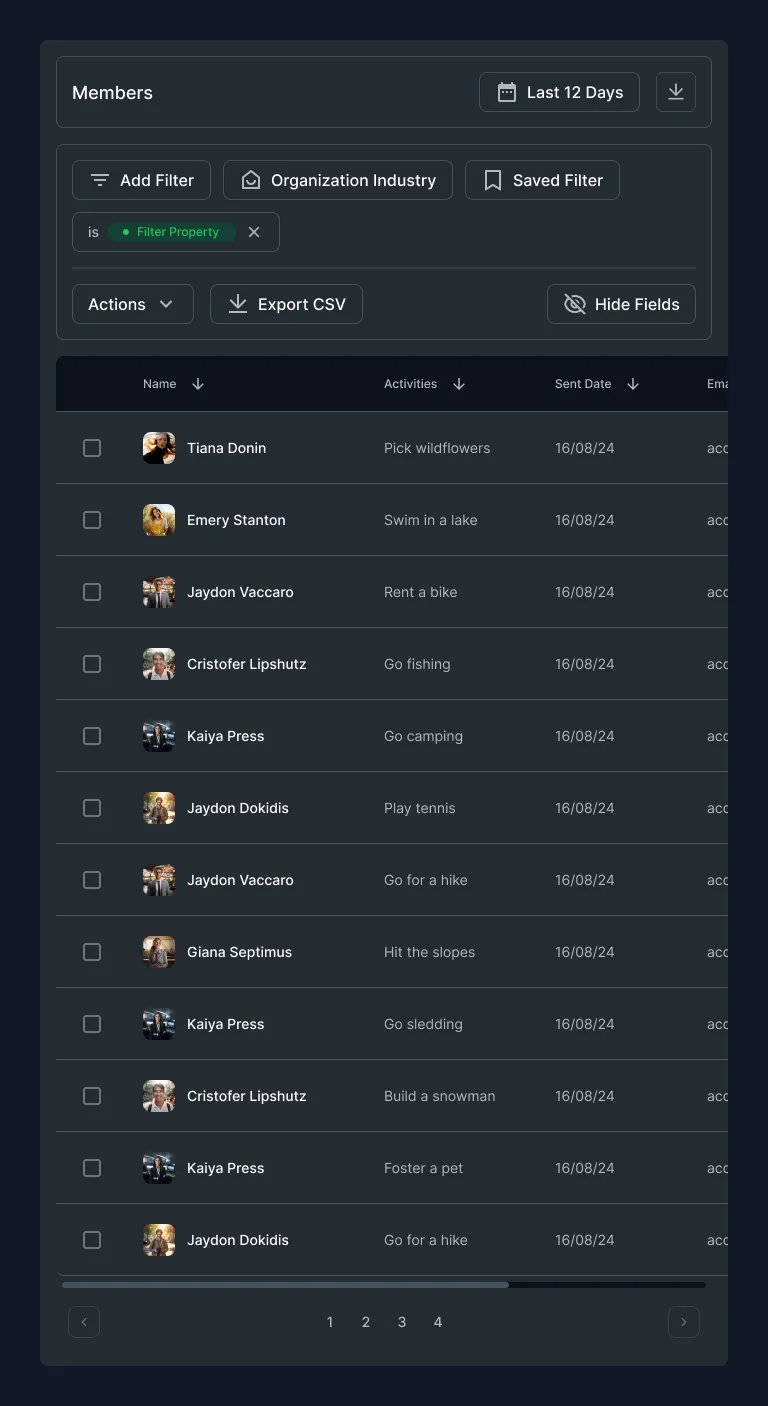 Members
Last 12 Days
Add Filter
Organization Industry
Saved Filter
is
Filter Property
Actions
Export CSV
Hide Fields
Name Activities Sent Date Ema
Tiana Donin Pick wildflowers 16/08/24 acc
Emery Stanton Swim in a lake 16/08/24 acc
Jaydon Vaccaro Rent a bike 16/08/24 acc
Cristofer Lipshutz Go fishing 16/08/24 acc
Kaiya Press Go camping 16/08/24 acc
Jaydon Dokidis Play tennis 16/08/24 acc
Jaydon Vaccaro Go for a hike 16/08/24 acc
Giana Septimus Hit the slopes 16/08/24 acc
Kaiya Press Go sledding 16/08/24 acc
Cristofer Lipshutz Build a snowman 16/08/24 acc
Kaiya Press Foster a pet 16/08/24 acc
Jaydon Dokidis Go for a hike 16/08/24 acc
1 2 3 4